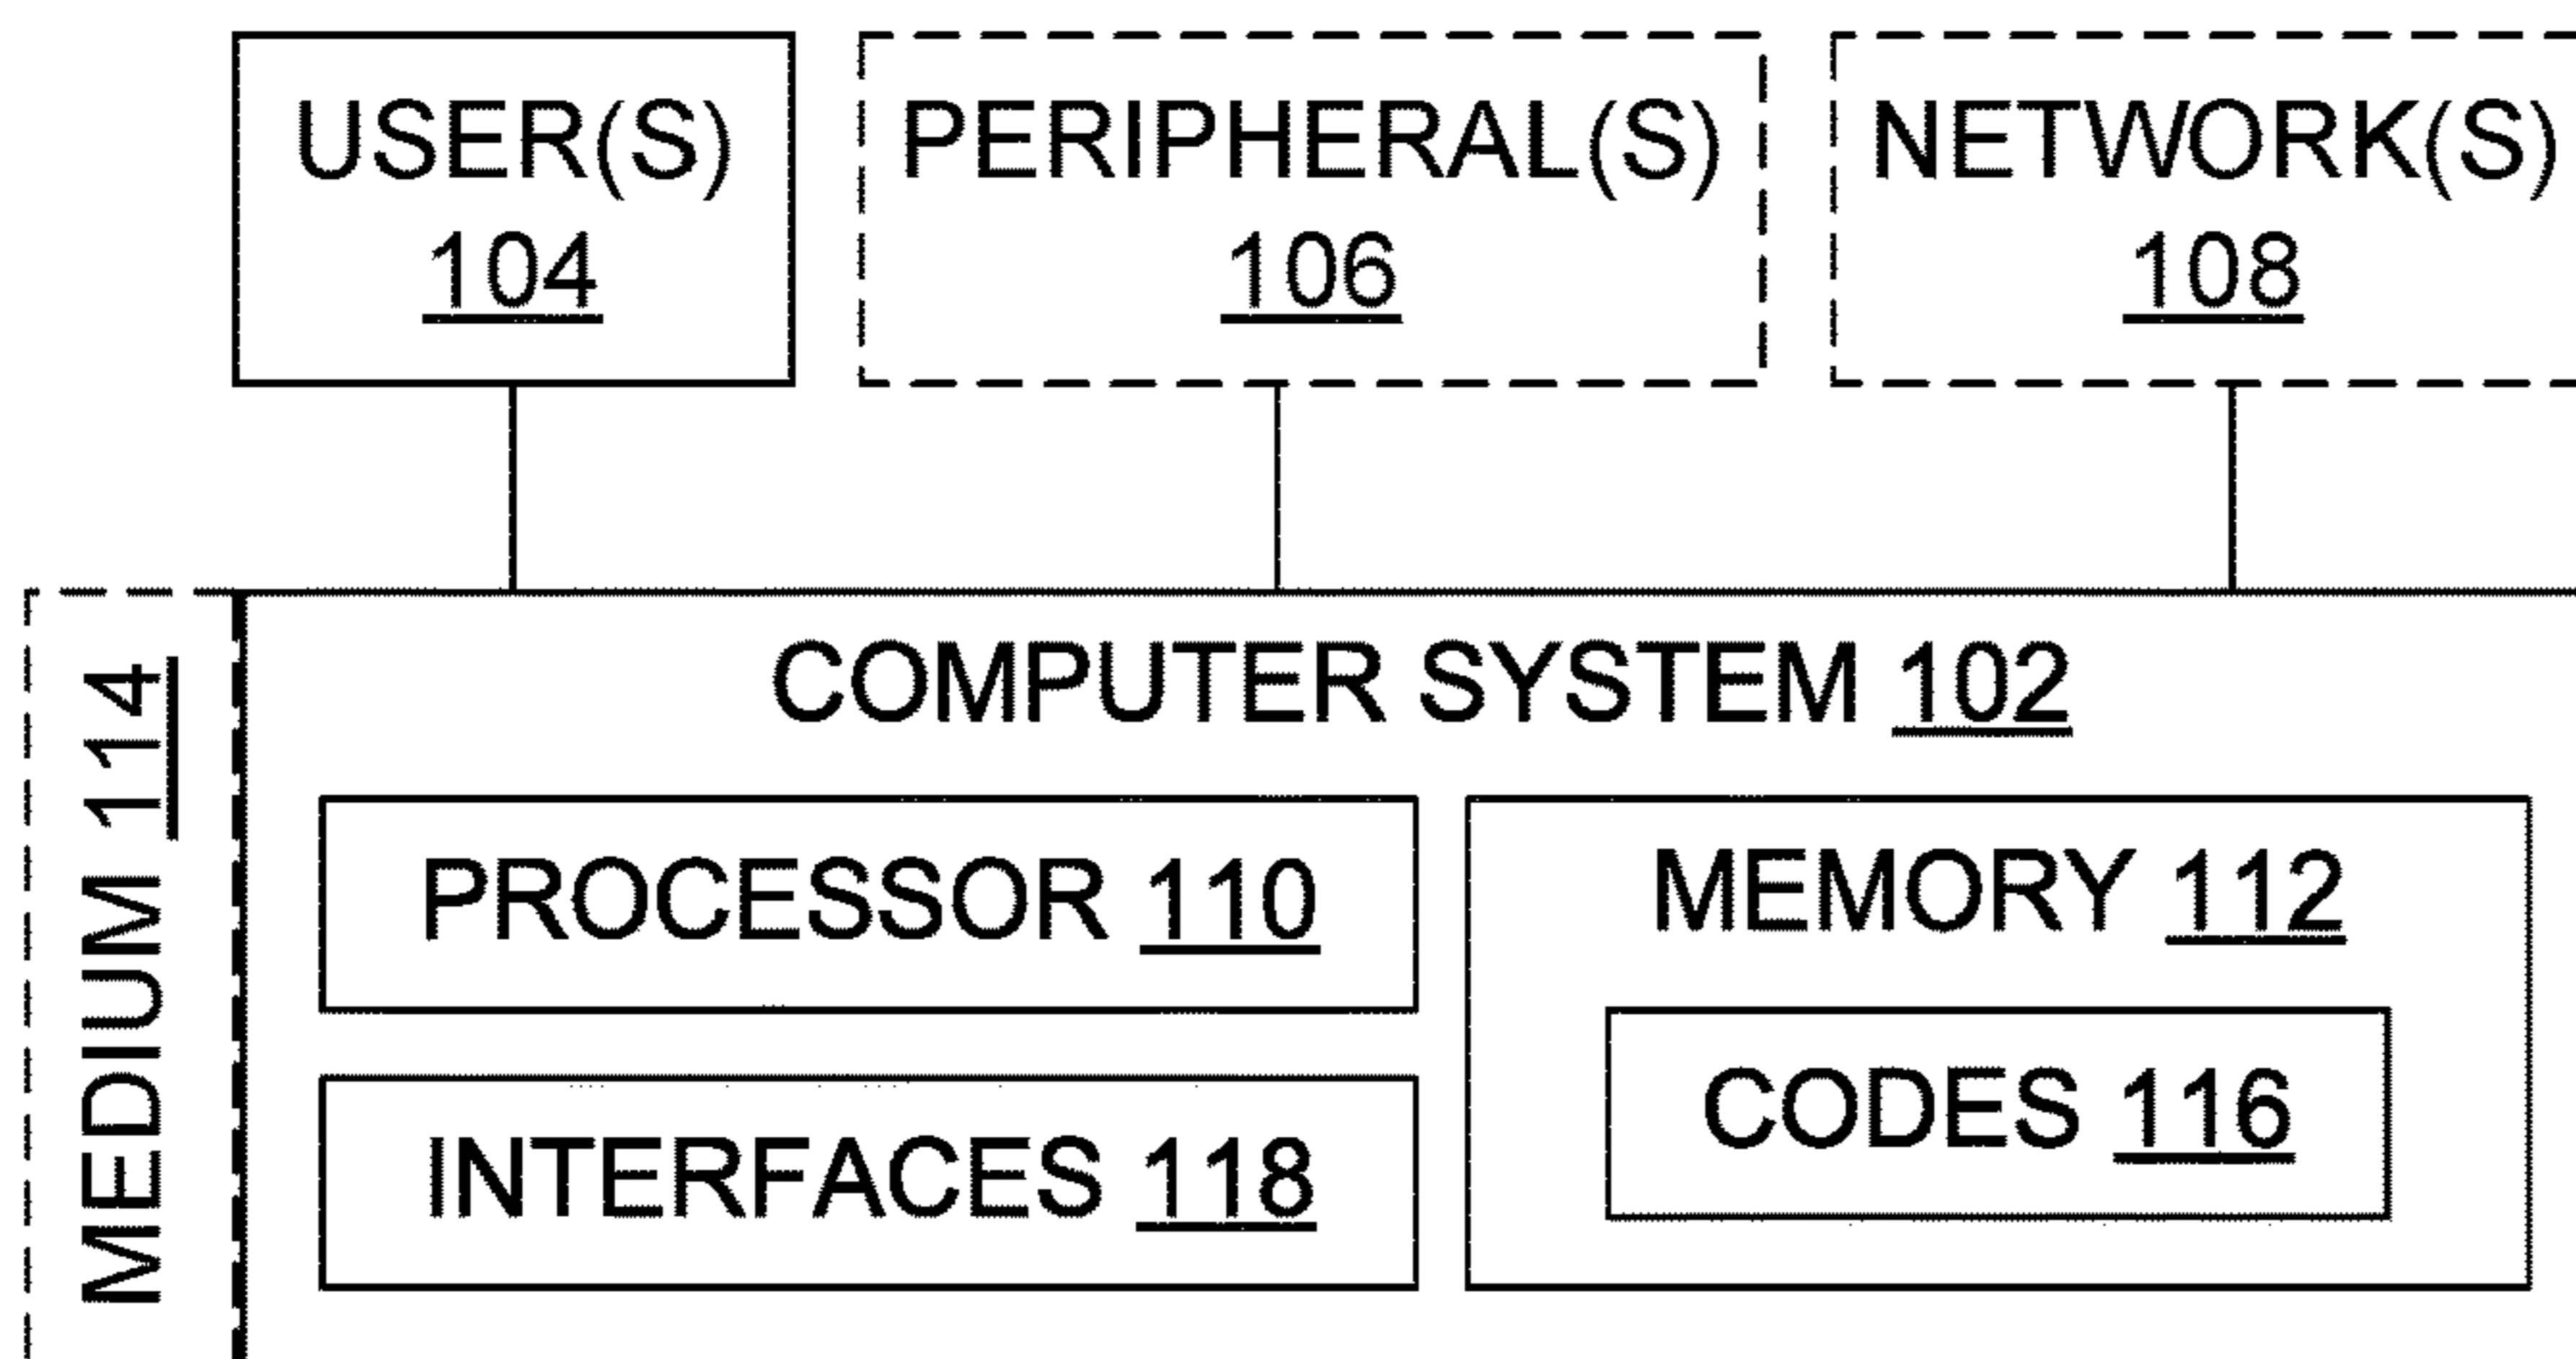 USER(S)
104
PERIPHERAL(S)
106
NETWORK(S)
108
MEDIUM 114
COMPUTER SYSTEM 102
PROCESSOR 110
INTERFACES 118
MEMORY 112
CODES 116